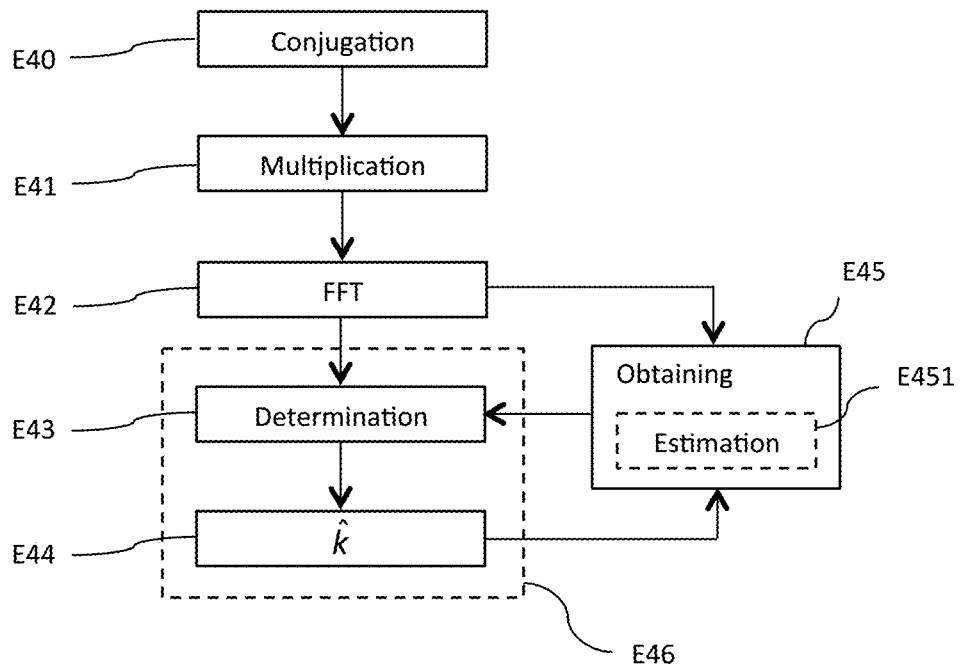 Conjugation
E40
Multiplication
E41
FFT
E42
E45
Obtaining
E451
Estimation
Determination
E43
k̂
E44
E46